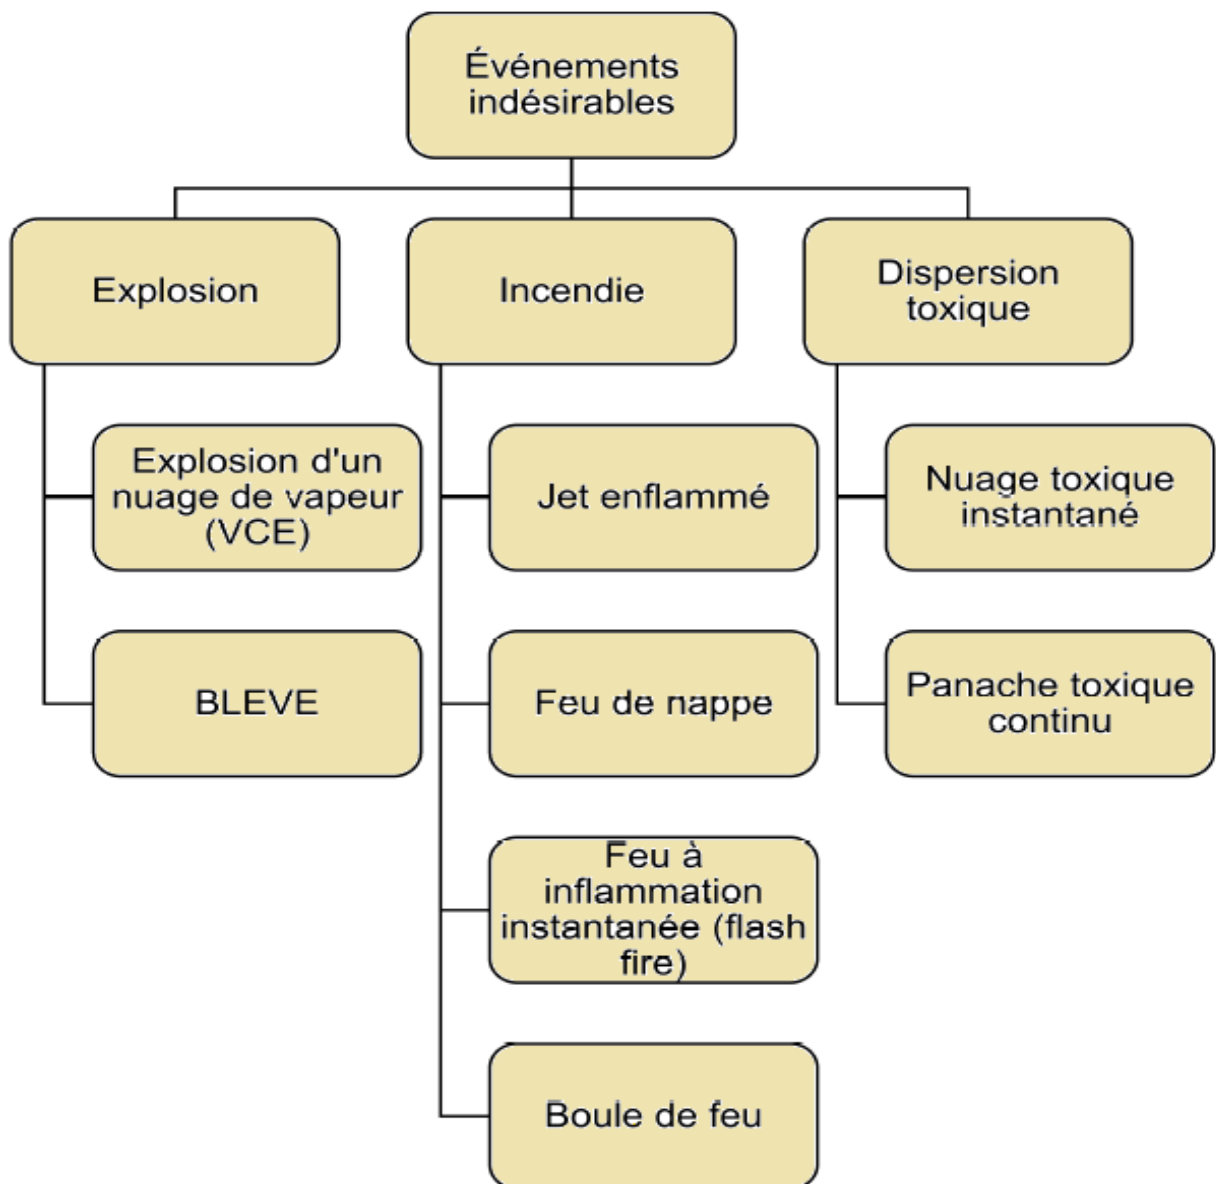 Événements
indésirables
Explosion
Incendie
Dispersion
toxique
Explosion d'un
nuage de vapeur
(VCE)
BLEVE
Jet enflammé
Feu de nappe
Feu à
inflammation
instantanée (flash
fire)
Boule de feu
Nuage toxique
instantané
Panache toxique
continu